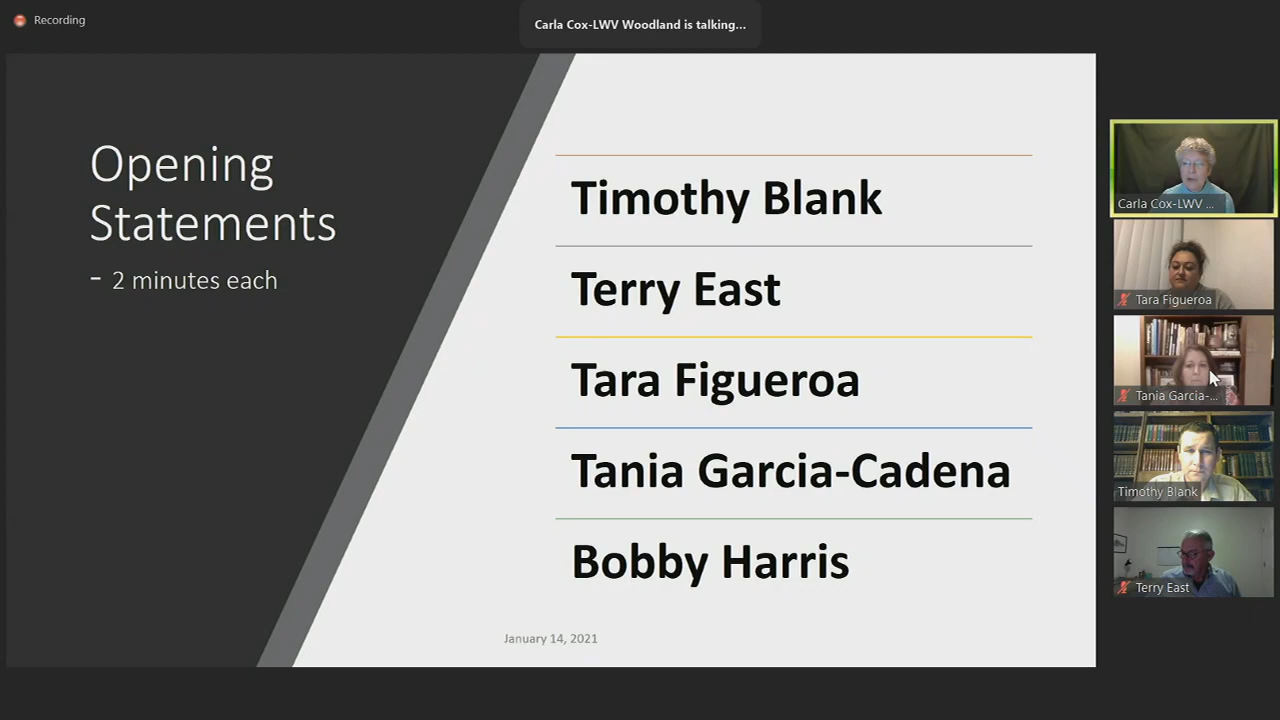 Recording
Carla Cox-LWV Woodland is talking...
Opening
Statements
- 2 minutes each
Timothy Blank
Terry East
Tara Figueroa
Tania Garcia-Cadena
Bobby Harris
January 14, 2021
Carla Cox-LWV ...
Tara Figueroa
Tania Garcia-...
Timothy Blank
Terry East